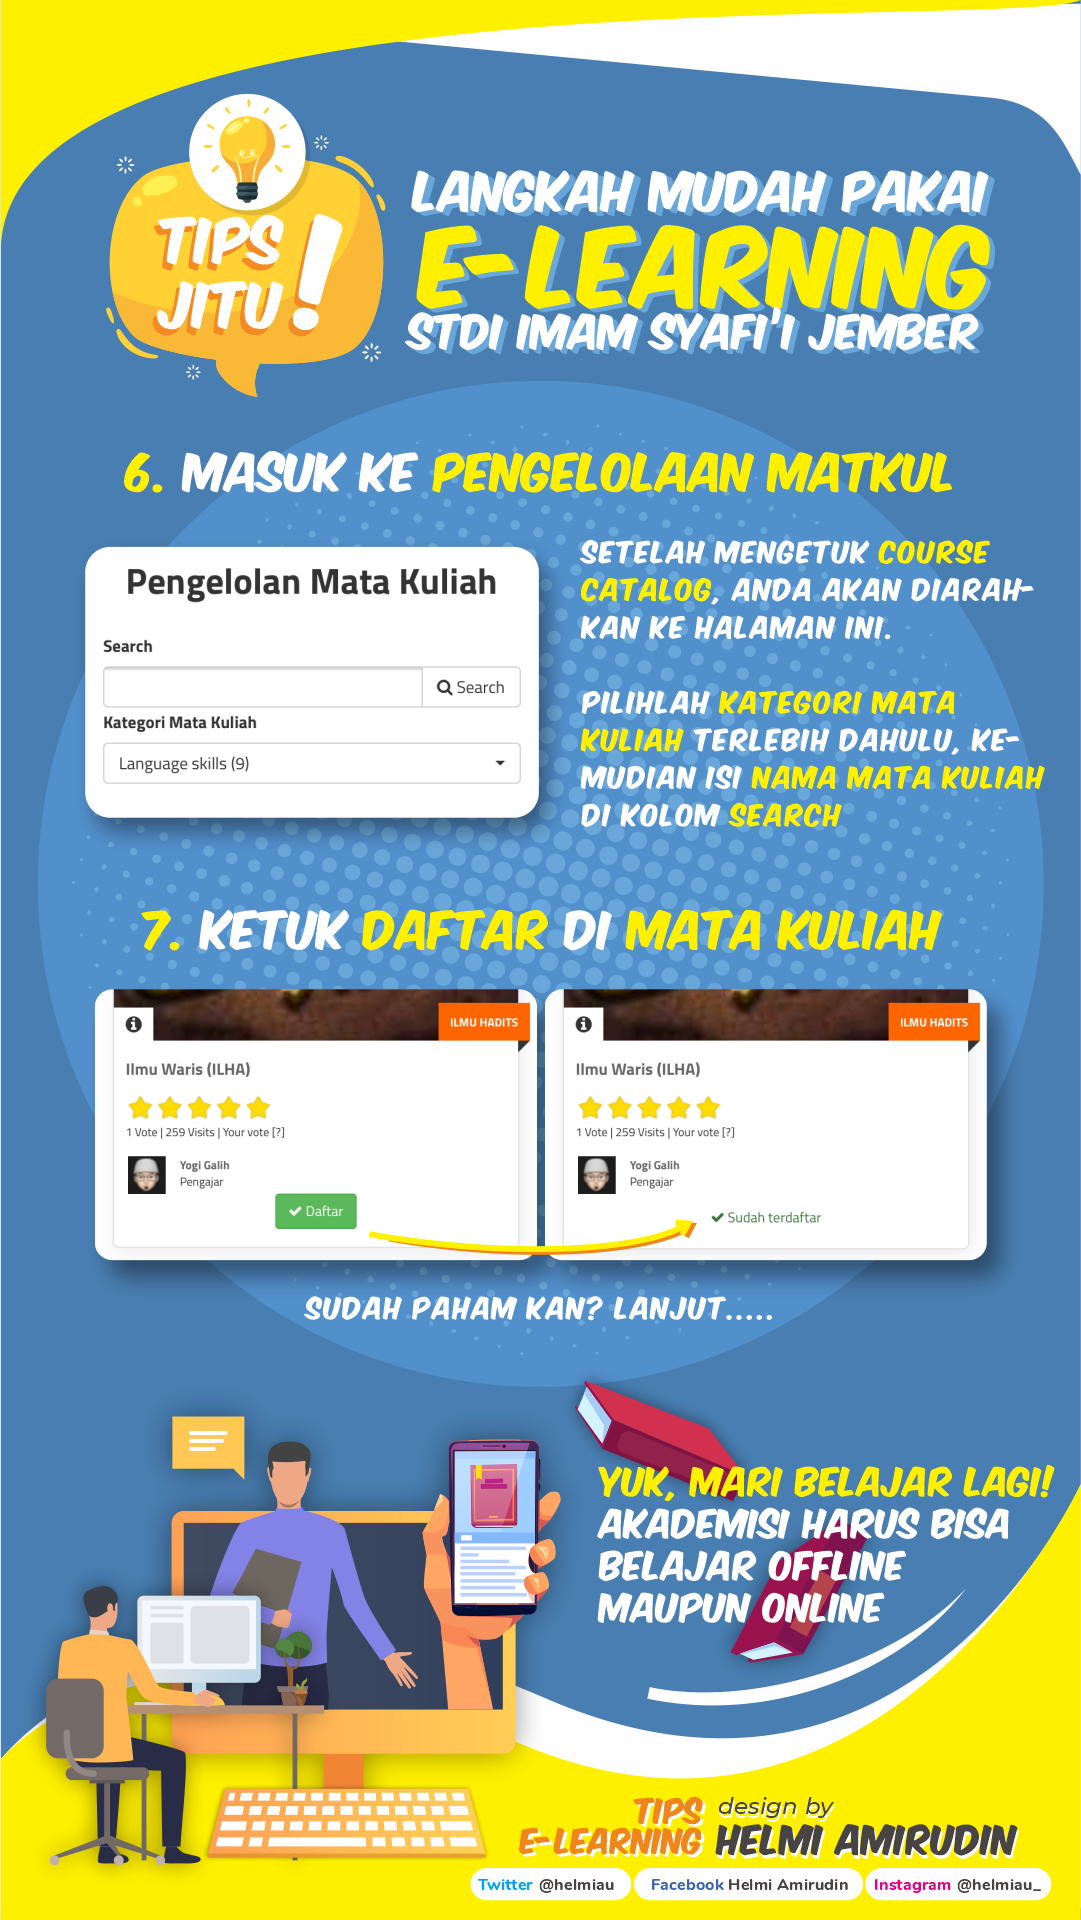 TIPS
JITU!
LANGKAH MUDAH PAKAI
E-LEARNING
STDI IMAM SYAFI'I JEMBER
6. MASUK KE PENGELOLAAN MATKUL
Pengelolan Mata Kuliah
Search
Search
Kategori Mata Kuliah
Language skills (9)
SETELAH MENGETUK COURSE
CATALOG, ANDA AKAN DIARAH-
KAN KE HALAMAN INI.
PILIHLAH KATEGORI MATA
KULIAH TERLEBIH DAHULU, KE-
MUDIAN ISI NAMA MATA KULIAH
DI KOLOM SEARCH
7. KETUK DAFTAR DI MATA KULIAH
ILMU HADITS
Ilmu Waris (ILHA)
1 Vote | 259 Visits | Your vote [?]
Yogi Galih
Pengajar
Daftar
ILMU HADITS
Ilmu Waris (ILHA)
1 Vote | 259 Visits | Your vote [?]
Yogi Galih
Pengajar
Sudah terdaftar
SUDAH PAHAM KAN? LANJUT.....
YUK, MARI BELAJAR LAGI!
AKADEMISI HARUS BISA
BELAJAR OFFLINE
MAUPUN ONLINE
TIPS
E-LEARNING
design by
HELMI AMIRUDIN
Twitter @helmiau
Facebook Helmi Amirudin
Instagram @helmiau_